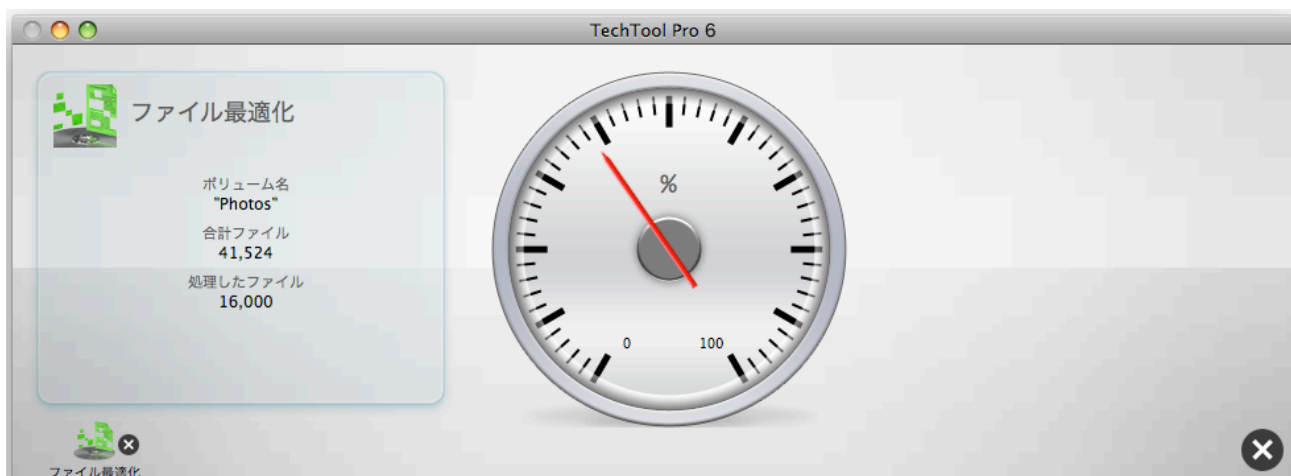 TechTool Pro 6
ファイル最適化
ボリューム名
"Photos"
合計ファイル
41,524
処理したファイル
16,000
%
0
100
ファイル最適化